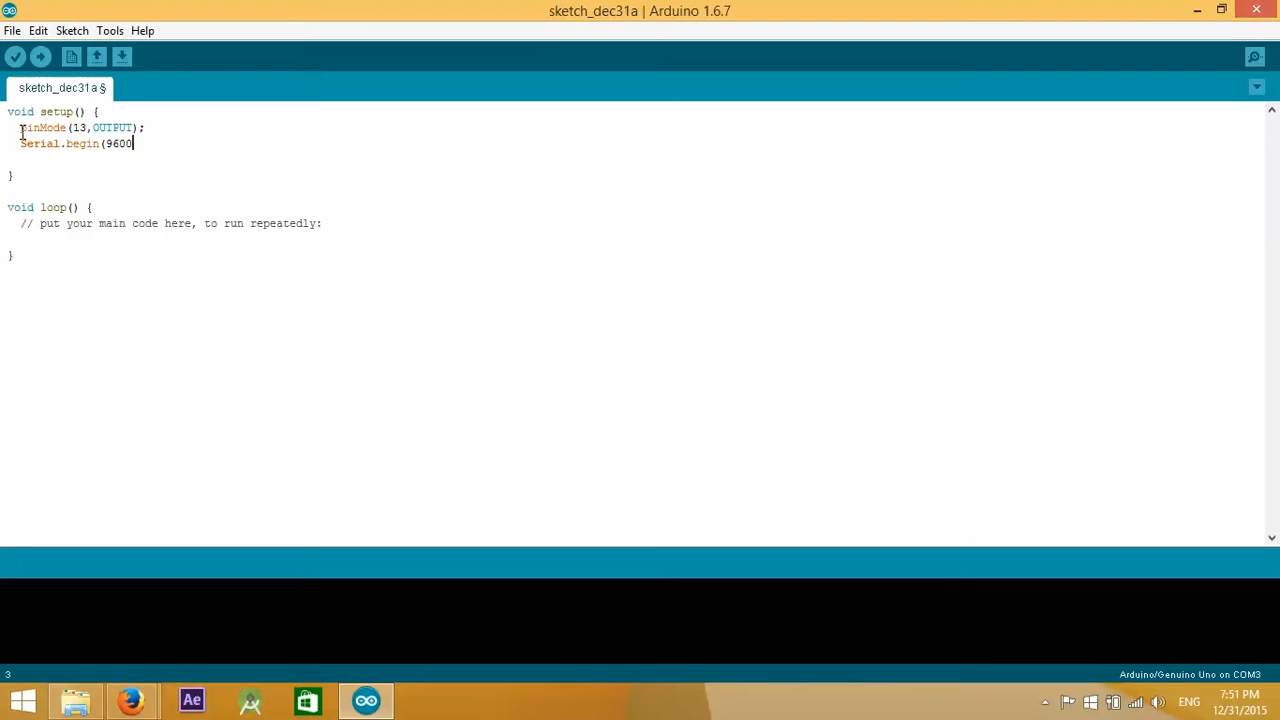 sketch_dec31a | Arduino 1.6.7
File Edit Sketch Tools Help
sketch_dec31a §
void setup() {
pinMode(13,OUTPUT);
Serial.begin(9600
}
void loop() {
// put your main code here, to run repeatedly:
}
3
Arduino/Genuino Uno on COM3
Ae
ENG
7:51 PM
12/31/2015